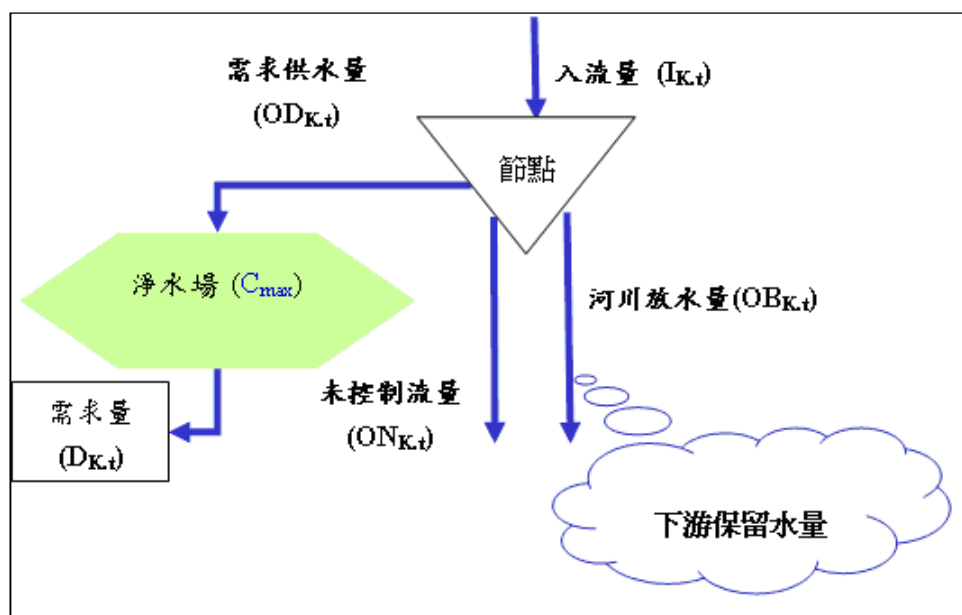 需求供水量
(OD_K.t)
入流量 (I_K.t)
節點
淨水場 (C_max)
河川放水量(OB_K.t)
未控制流量
(ON_K.t)
需求量
(D_K.t)
下游保留水量